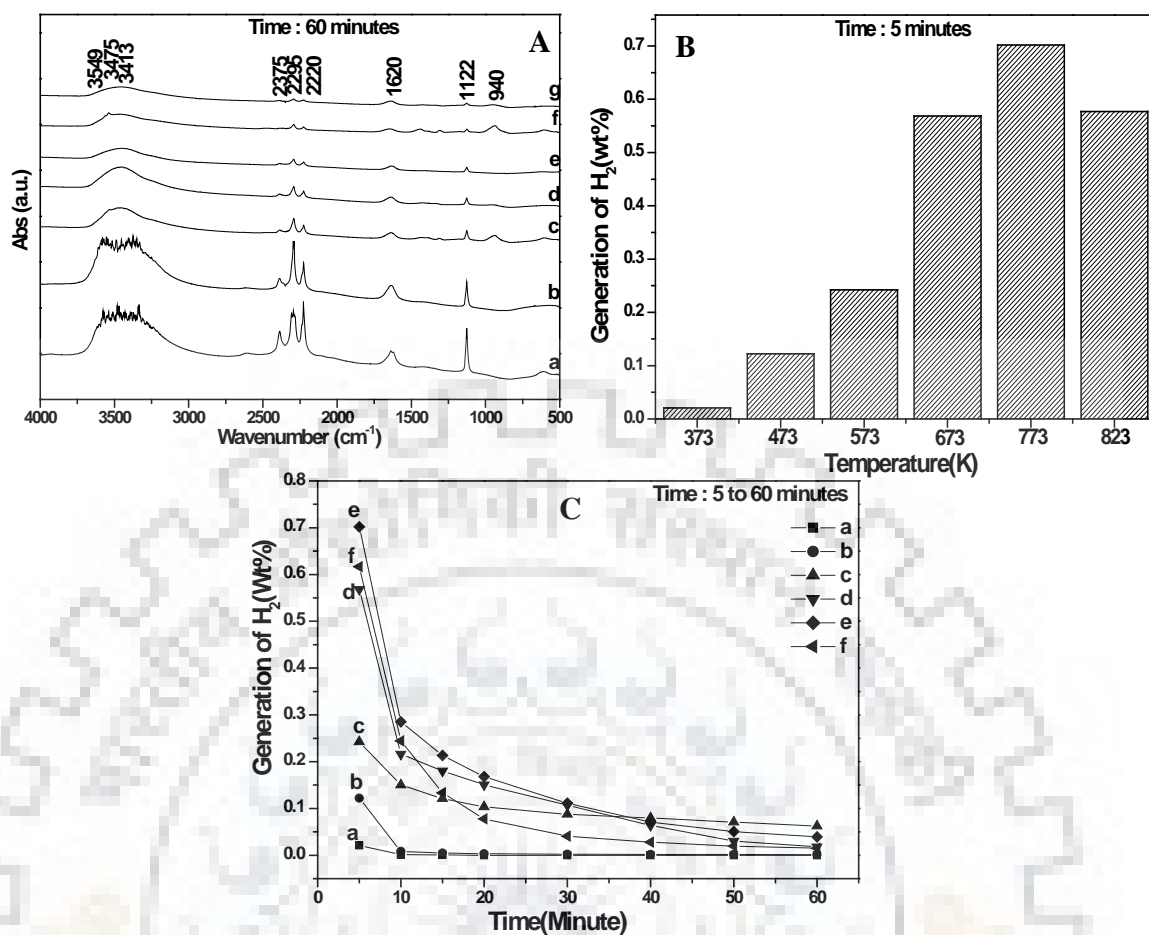 Time : 60 minutes
A
3549
3475
3413
2375
2295
2220
1620
1122
940
g
f
e
d
c
b
a
Abs (a.u.)
4000 3500 3000 2500 2000 1500 1000 500
Wavenumber (cm-1)
Time : 5 minutes
B
0.7
0.6
0.5
0.4
0.3
0.2
0.1
0.0
Generation of H2(wt%)
373 473 573 673 773 823
Temperature(K)
Time : 5 to 60 minutes
C
0.8
0.7
0.6
0.5
0.4
0.3
0.2
0.1
0.0
Generation of H2(Wt%)
e
f
d
c
b
a
a
b
c
d
e
f
0 10 20 30 40 50 60
Time(Minute)